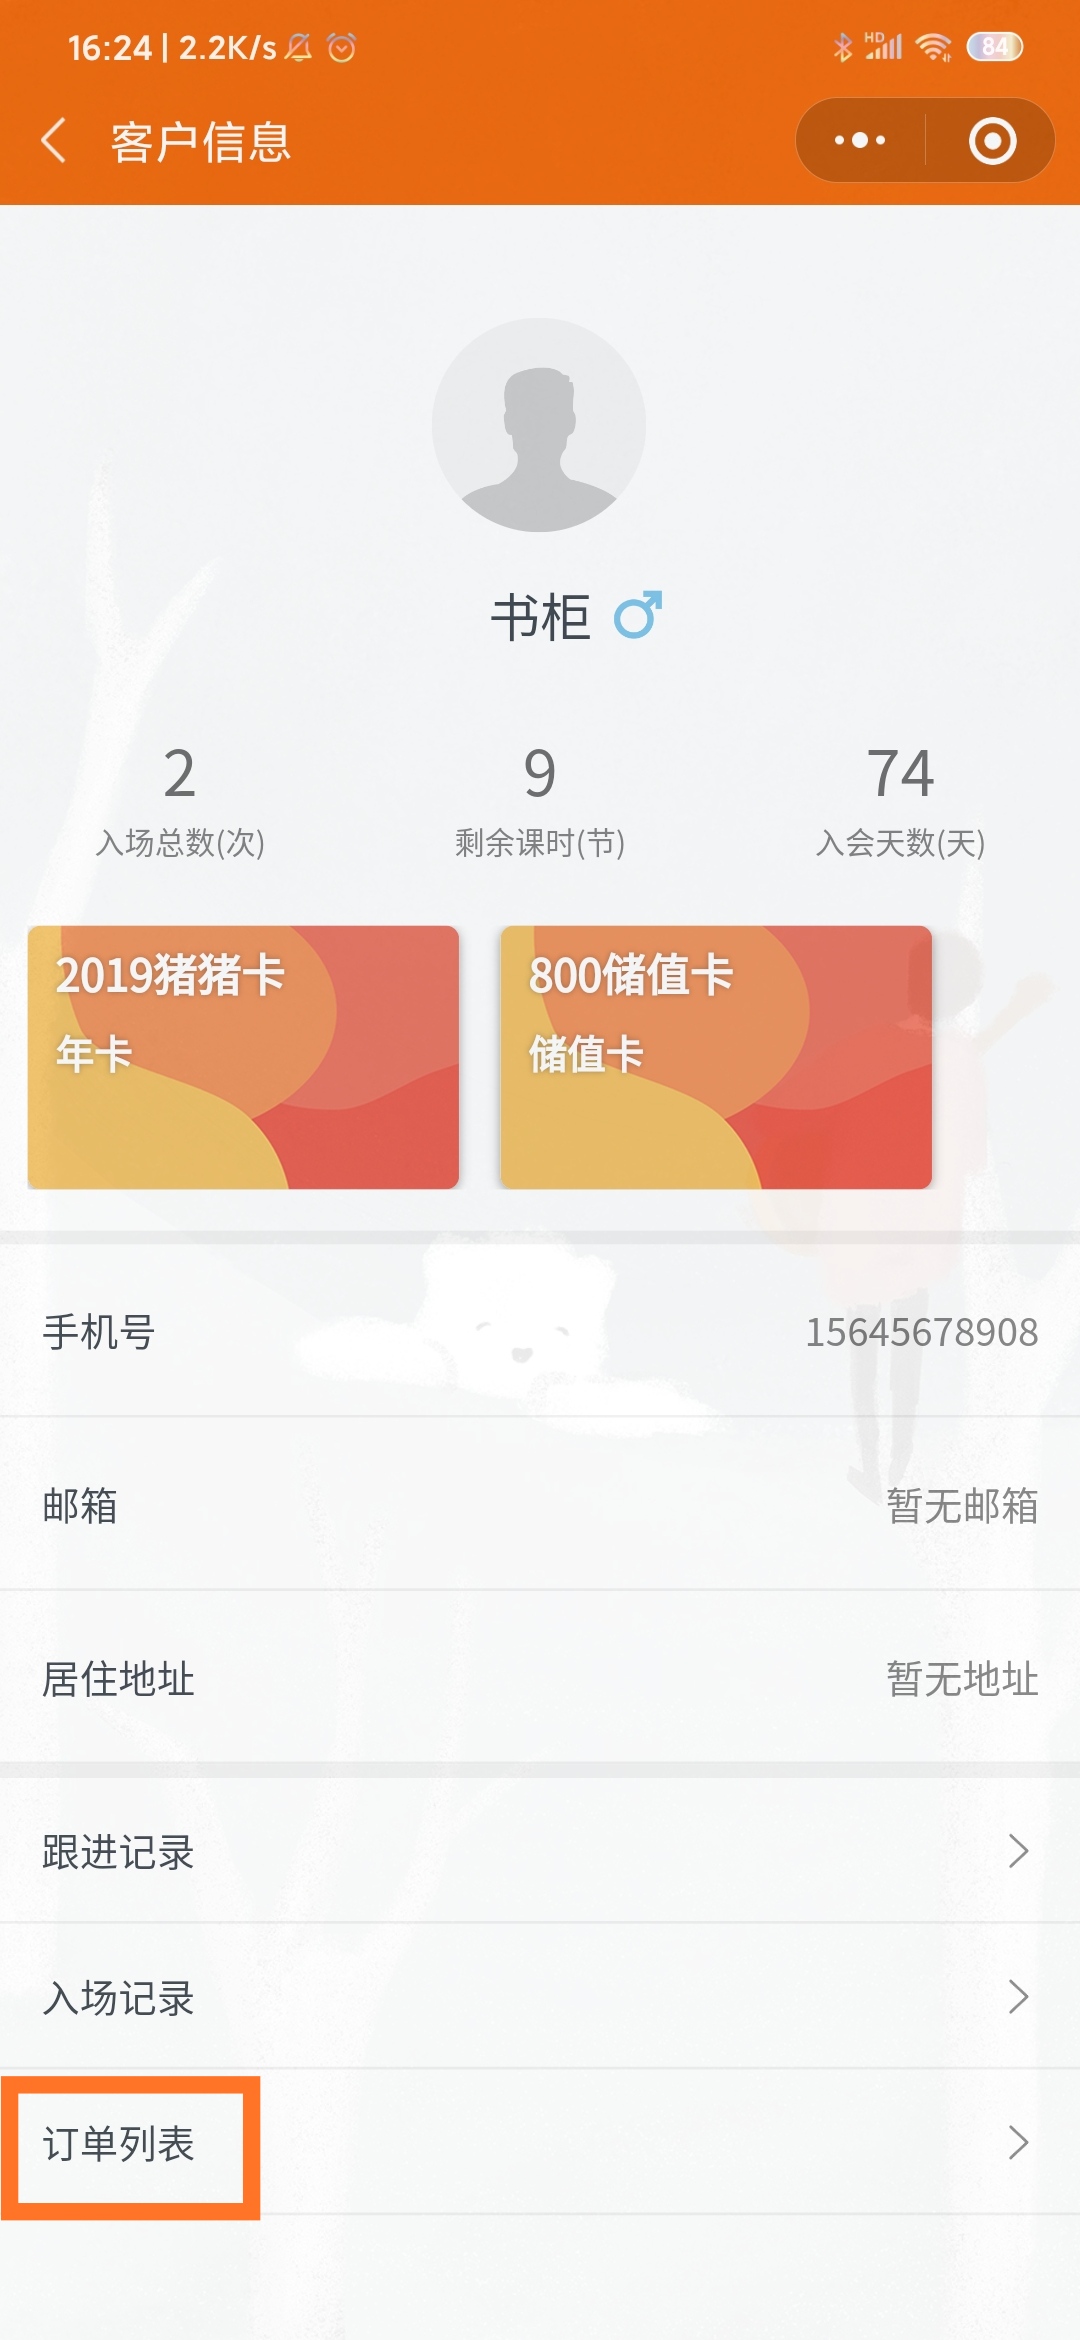 16:24 | 2.2K/s
HD
84
客户信息
书柜
2
9
74
入场总数(次)
剩余课时(节)
入会天数(天)
2019猪猪卡
年卡
800储值卡
储值卡
手机号
15645678908
邮箱
暂无邮箱
居住地址
暂无地址
跟进记录
入场记录
订单列表